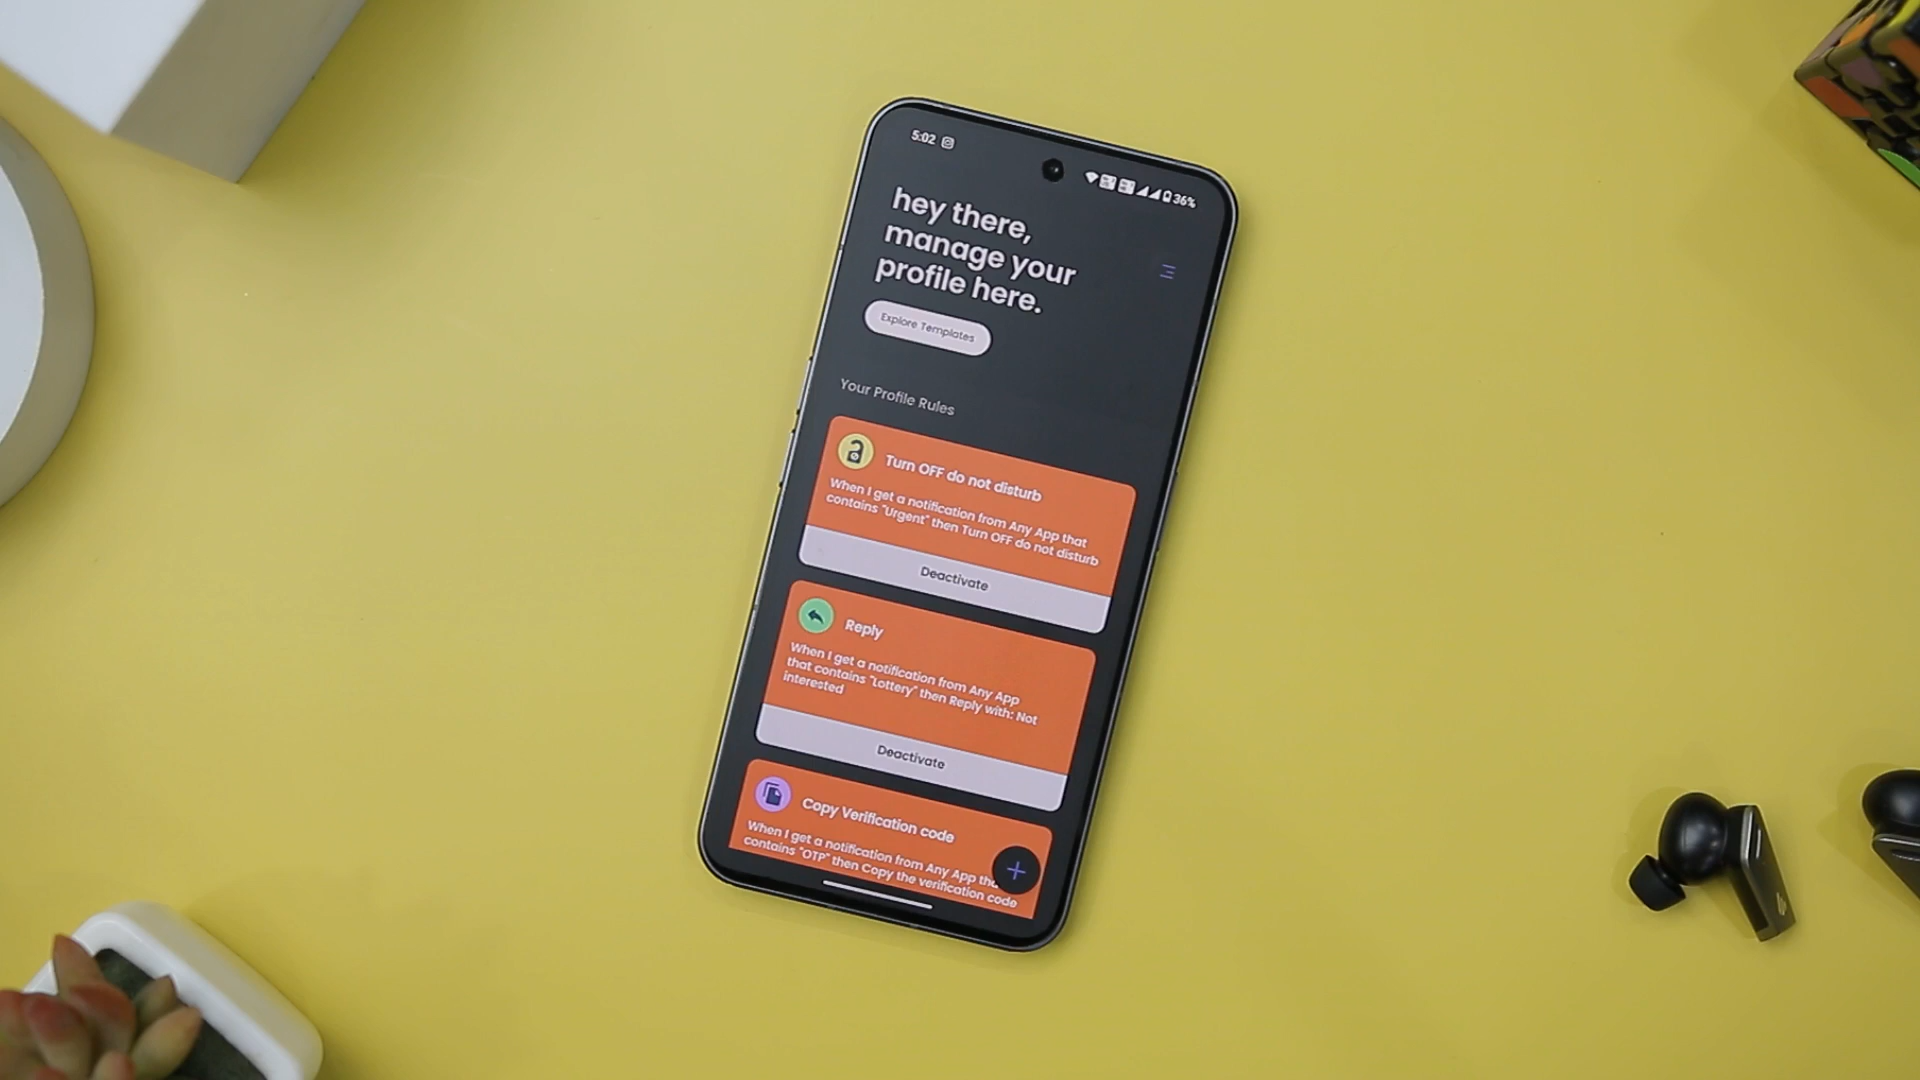 5:02
36%
hey there,
manage your
profile here.
Explore Templates
Your Profile Rules
Turn OFF do not disturb
When I get a notification from Any App that
contains "Urgent" then Turn OFF do not disturb
Deactivate
Reply
When I get a notification from Any App
that contains "Lottery" then Reply with: Not
interested
Deactivate
Copy Verification code
When I get a notification from Any App
contains "OTP" then Copy the verification code